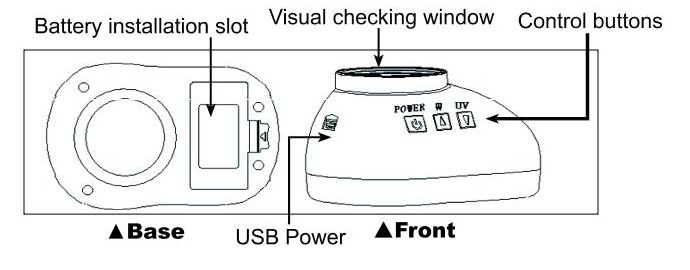 Battery installation slot
Visual checking window
Control buttons
POWER W UV
▲Base
USB Power
▲Front